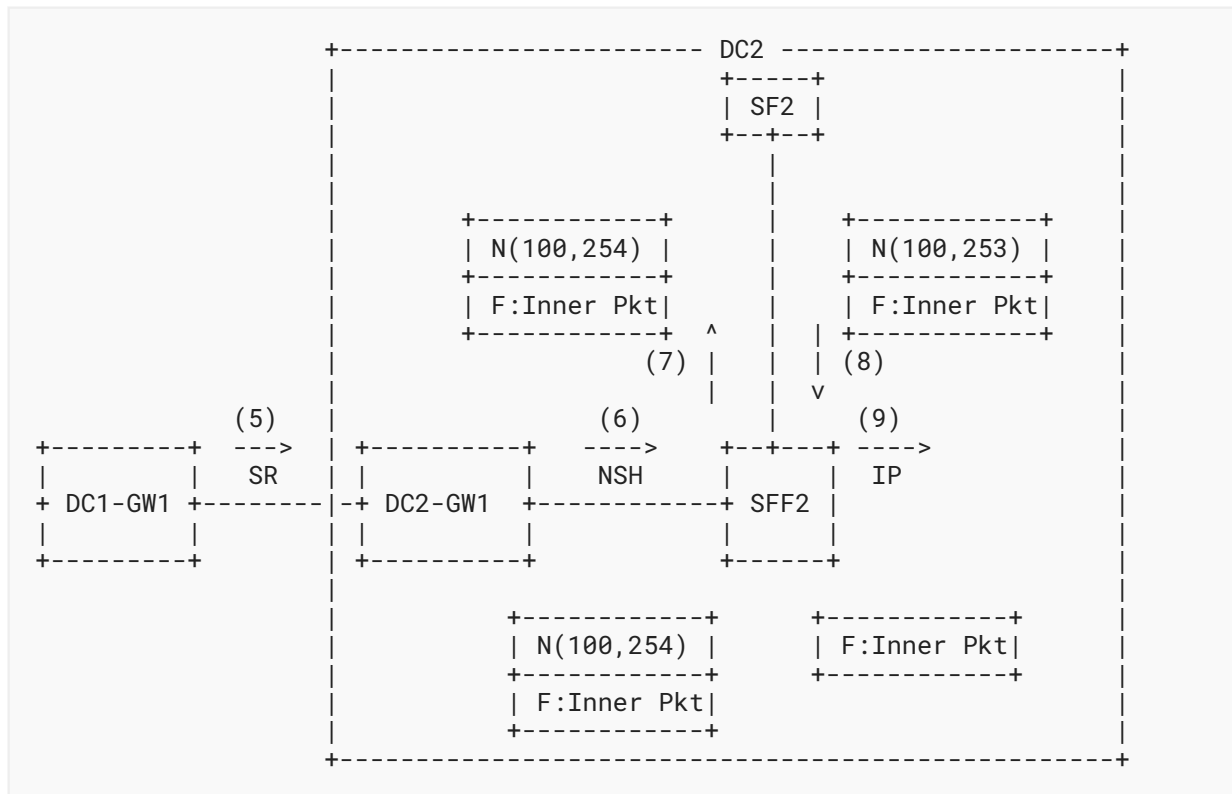 DC2
SF2
N(100,254) N(100,253)
F:Inner Pkt F:Inner Pkt
(7) (8)
(5) (6) (9)
SR NSH IP
DC1-GW1 DC2-GW1 SFF2
N(100,254) F:Inner Pkt
F:Inner Pkt